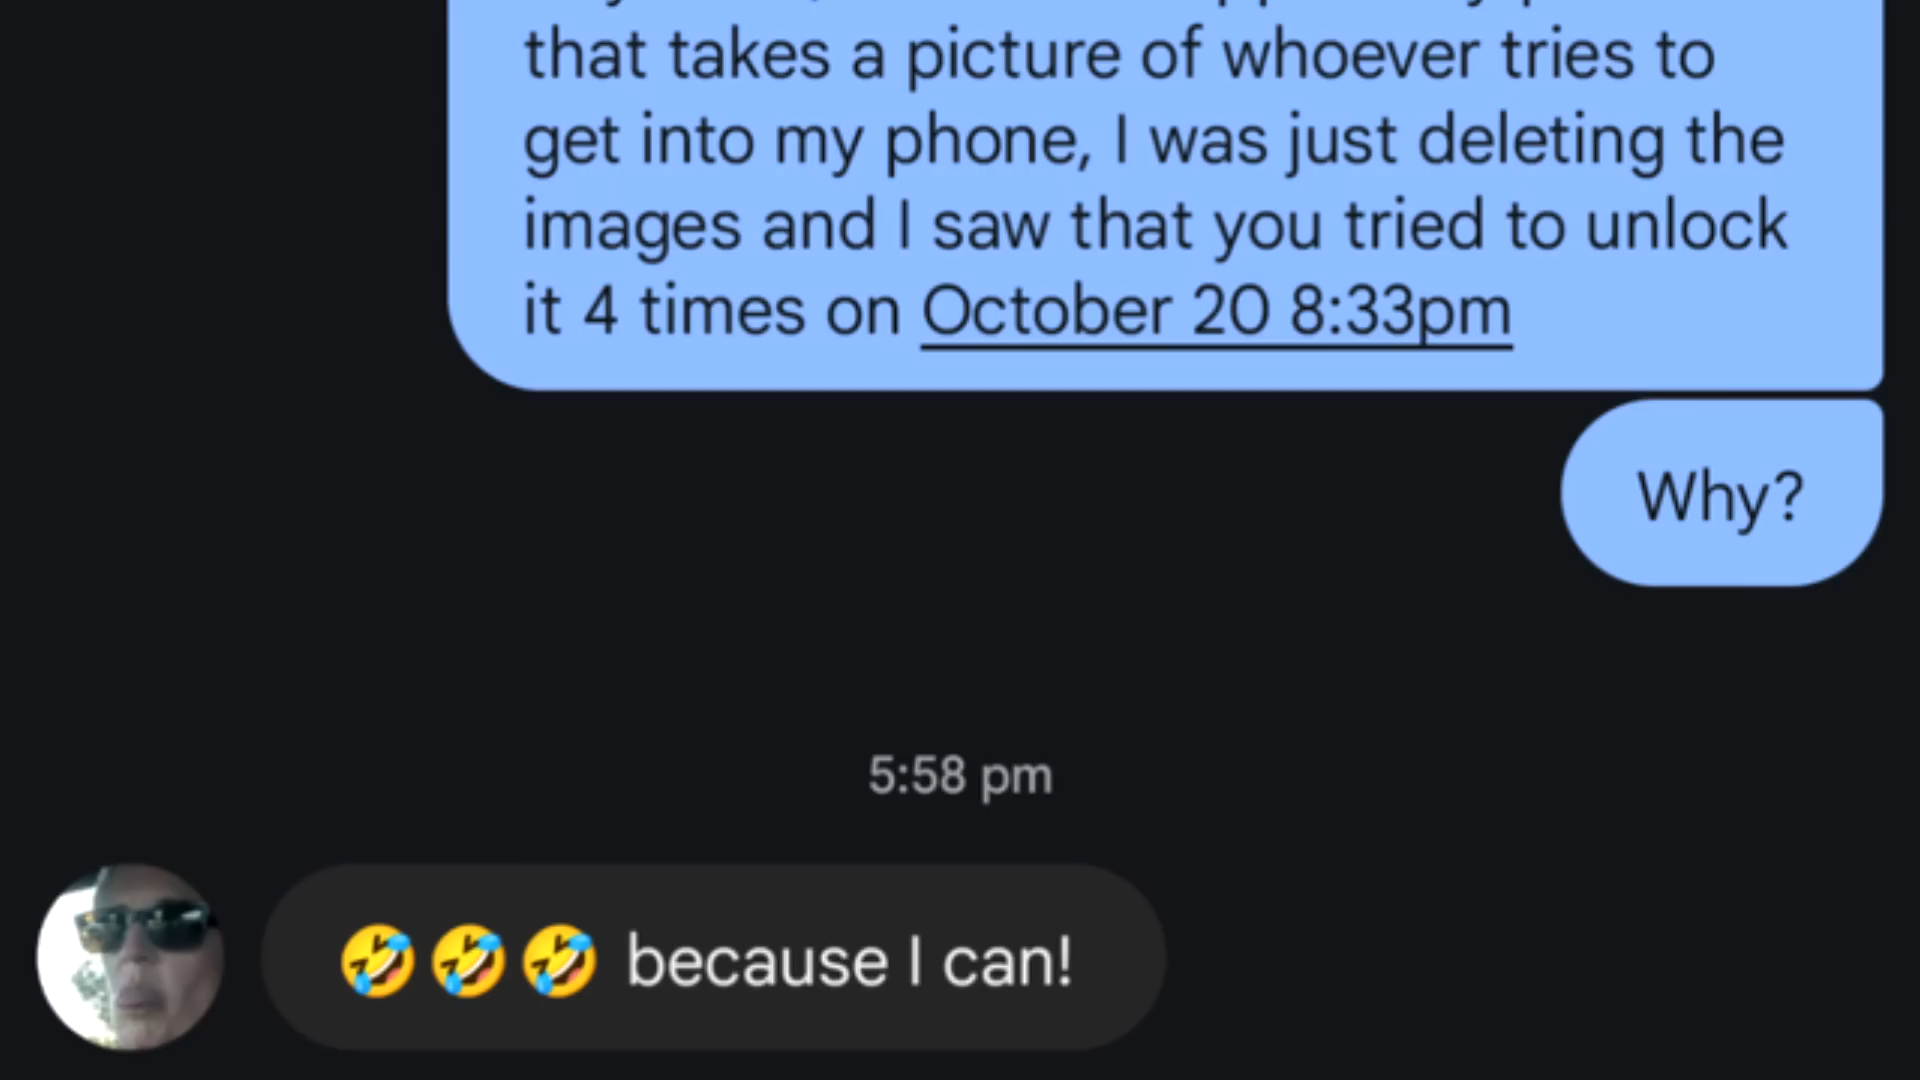 that takes a picture of whoever tries to
get into my phone, I was just deleting the
images and I saw that you tried to unlock
it 4 times on October 20 8:33pm
Why?
5:58 pm
🤣🤣🤣 because I can!